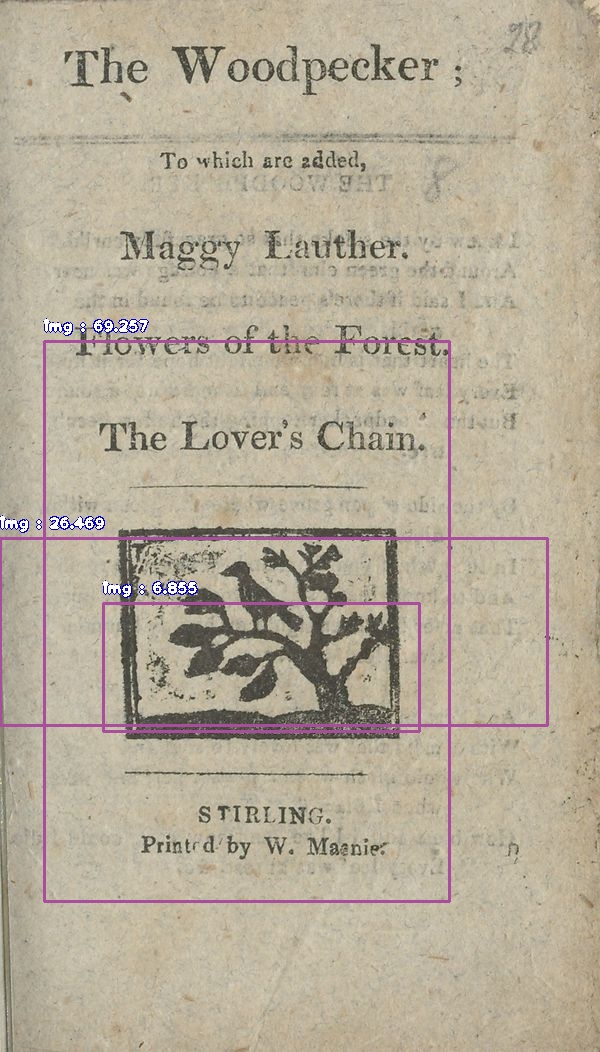 28
The Woodpecker;
To which are added,
8
Maggy Lauther.
img : 69.257
Flowers of the Forest.
The Lover's Chain.
img : 26.469
img : 6.855
STIRLING.
Printed by W. Macnie.